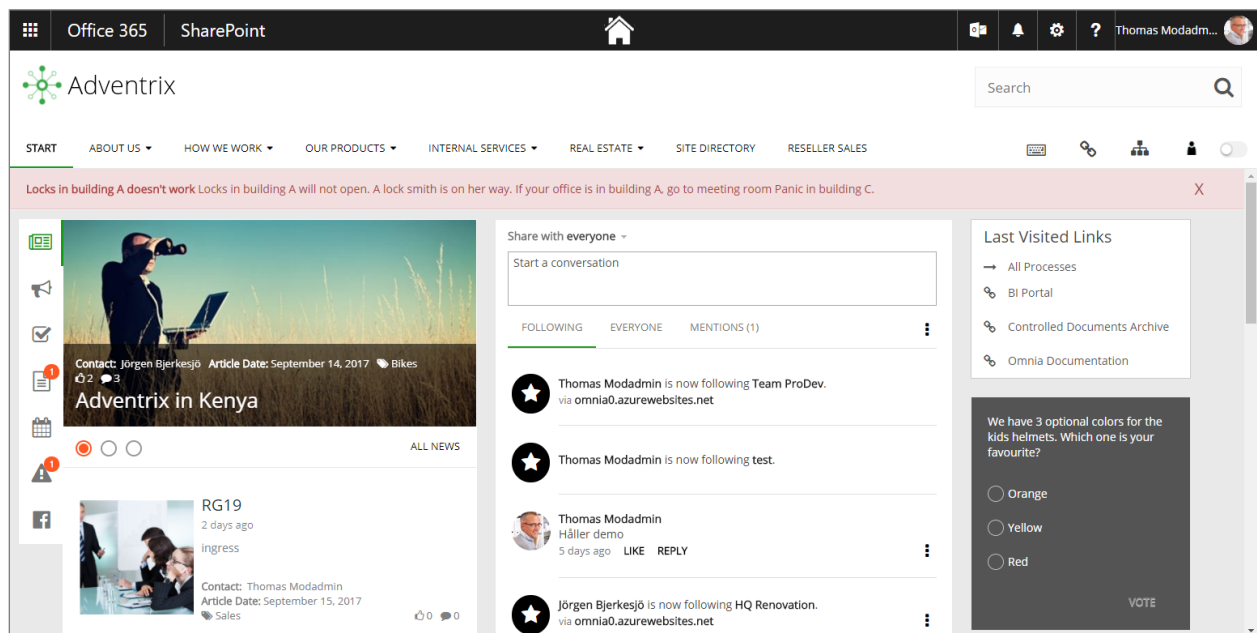 Office 365 SharePoint
Thomas Modadm...
Adventrix
Search
START ABOUT US HOW WE WORK OUR PRODUCTS INTERNAL SERVICES REAL ESTATE SITE DIRECTORY RESELLER SALES
Locks in building A doesn't work Locks in building A will not open. A lock smith is on her way. If your office is in building A, go to meeting room Panic in building C. X
1
1
Contact: Jörgen Bjerkesjö Article Date: September 14, 2017 Bikes
2 3
Adventrix in Kenya
ALL NEWS
RG19
2 days ago
ingress
Contact: Thomas Modadmin
Article Date: September 15, 2017
Sales 0 0
Share with everyone
Start a conversation
FOLLOWING EVERYONE MENTIONS (1)
Thomas Modadmin is now following Team ProDev.
via omnia0.azurewebsites.net
Thomas Modadmin is now following test.
Thomas Modadmin
Håller demo
5 days ago LIKE REPLY
Jörgen Bjerkesjö is now following HQ Renovation.
via omnia0.azurewebsites.net
Last Visited Links
All Processes
BI Portal
Controlled Documents Archive
Omnia Documentation
We have 3 optional colors for the
kids helmets. Which one is your
favourite?
Orange
Yellow
Red
VOTE